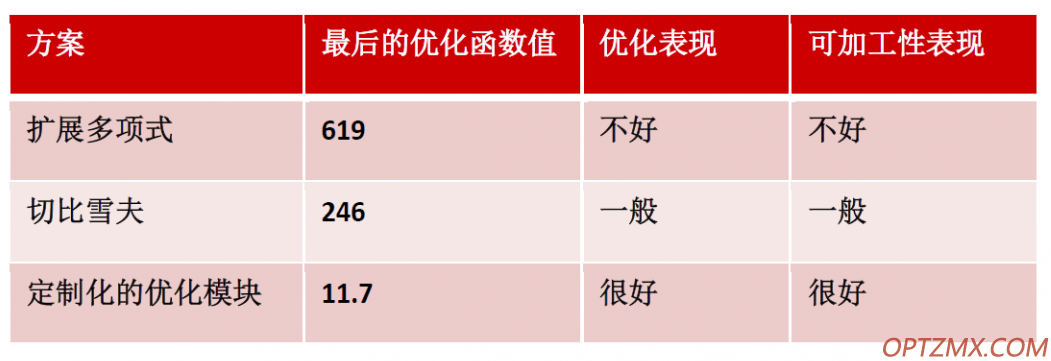 方案 最后的优化函数值 优化表现 可加工性表现
扩展多项式 619 不好 不好
切比雪夫 246 一般 一般
定制化的优化模块 11.7 很好 很好
OPTZMX.COM